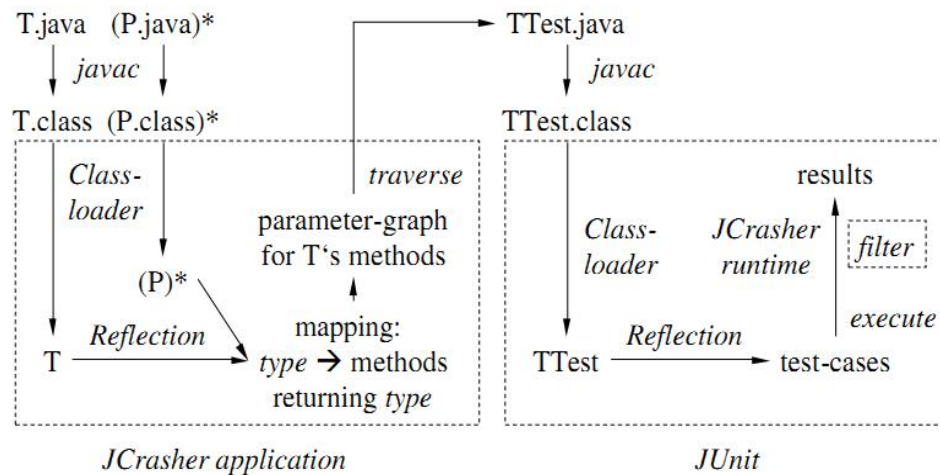 T.java (P.java)*
javac
T.class (P.class)*
Class-
loader
traverse
parameter-graph
for T‘s methods
(P)*
mapping:
Reflection
T
type → methods
returning type
JCrasher application
TTest.java
javac
TTest.class
results
Class-
loader
JCrasher
runtime
filter
execute
Reflection
TTest
test-cases
JUnit